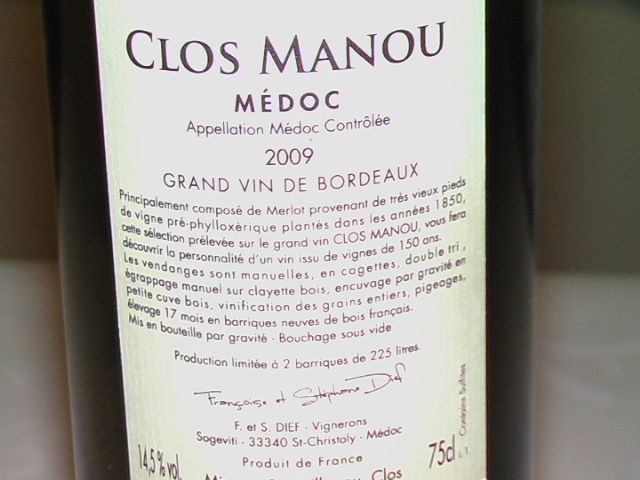 CLOS MANOU
MÉDOC
Appellation Médoc Contrôlée
2009
GRAND VIN DE BORDEAUX
Principalement composé de Merlot provenant de très vieux pieds
de vigne pré-phylloxérique plantés dans les années 1850,
cette sélection prélevée sur le grand vin CLOS MANOU, vous fera
découvrir la personnalité d'un vin issu de vignes de 150 ans.
Les vendanges sont manuelles, en cagettes, double tri,
égrappage manuel sur clayette bois, encuvage par gravité en
petite cuve bois, vinification des grains entiers, pigeages,
élevage 17 mois en barriques neuves de bois français.
Mis en bouteille par gravité - Bouchage sous vide.
Production limitée à 2 barriques de 225 litres.
Françoise et Stéphane Dief
F. et S. DIEF - Vignerons
Sogeviti - 33340 St-Christoly - Médoc
Produit de France
14,5 % vol.
75cl
Contains Sulfites
Clos